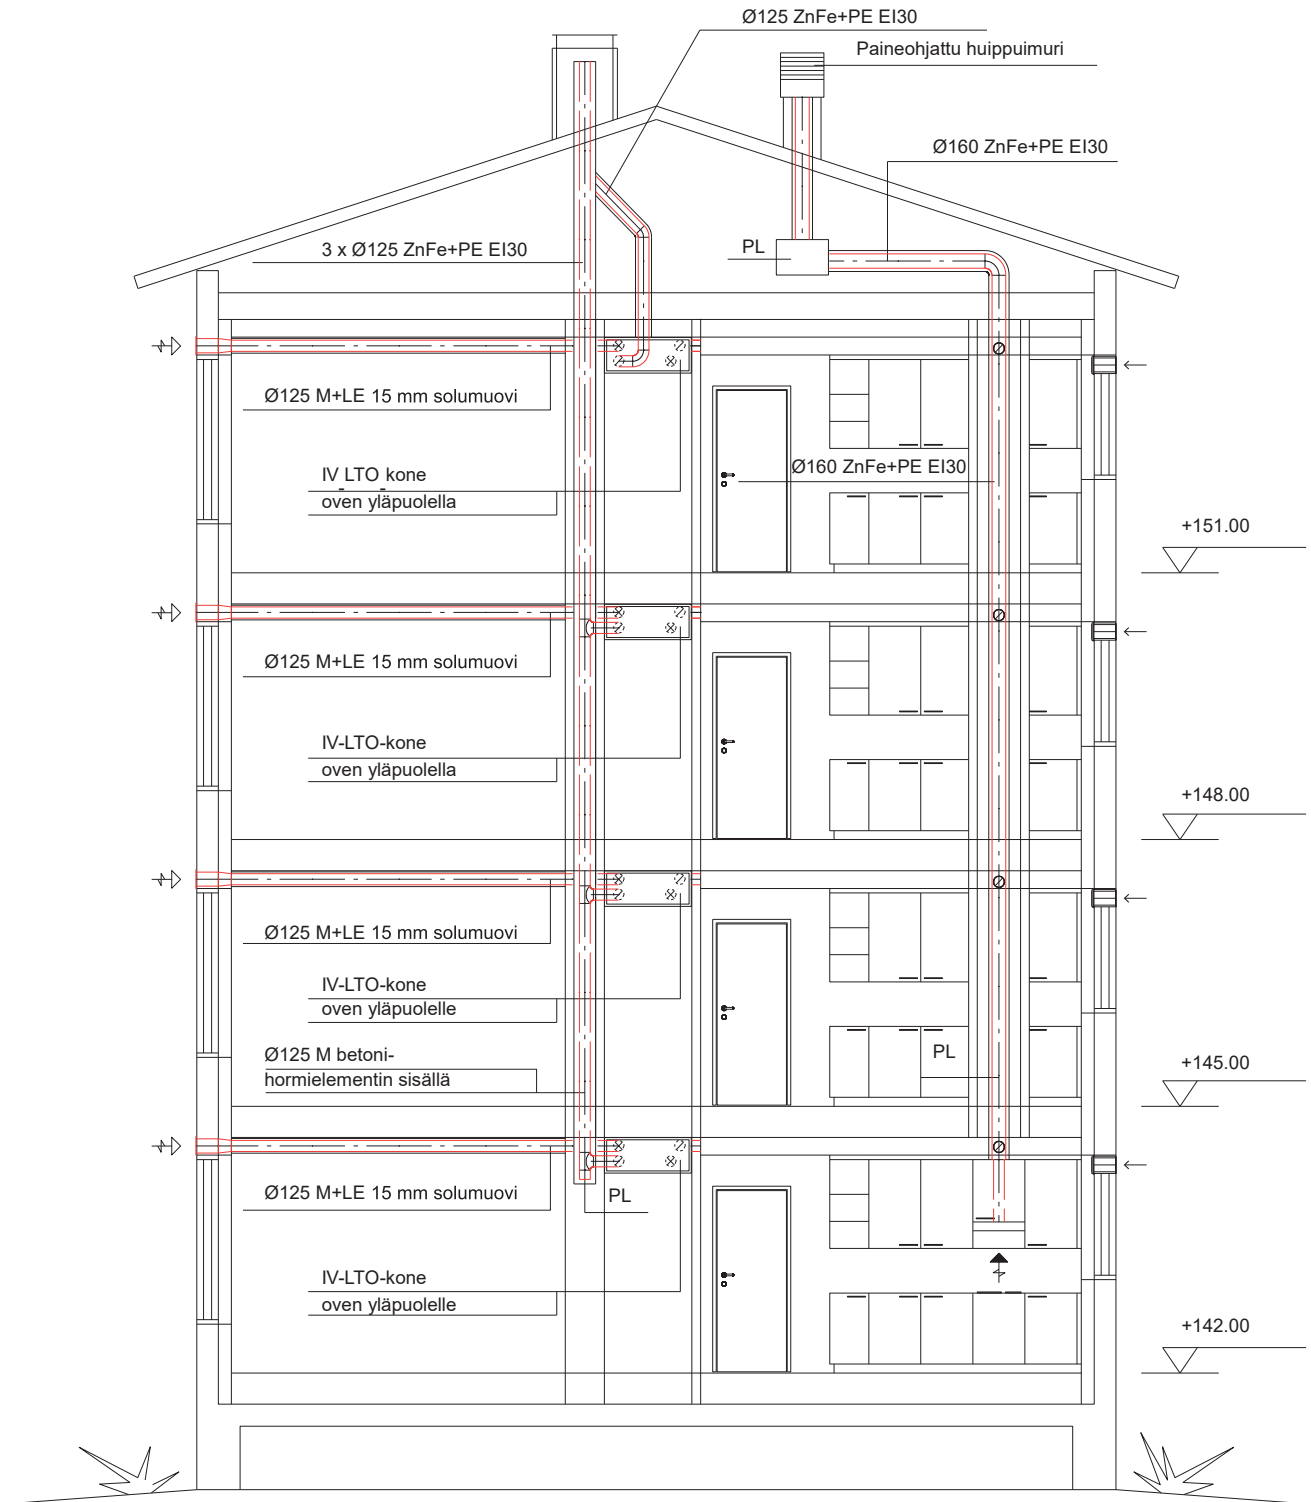 Ø125 ZnFe+PE EI30
Paineohjattu huippuimuri
Ø160 ZnFe+PE EI30
3 x Ø125 ZnFe+PE EI30
PL
Ø125 M+LE 15 mm solumuovi
IV LTO kone
oven yläpuolella
Ø160 ZnFe+PE EI30
+151.00
Ø125 M+LE 15 mm solumuovi
IV-LTO-kone
oven yläpuolella
+148.00
Ø125 M+LE 15 mm solumuovi
IV-LTO-kone
oven yläpuolelle
Ø125 M betoni-
hormielementin sisällä
PL
+145.00
Ø125 M+LE 15 mm solumuovi
PL
IV-LTO-kone
oven yläpuolelle
+142.00